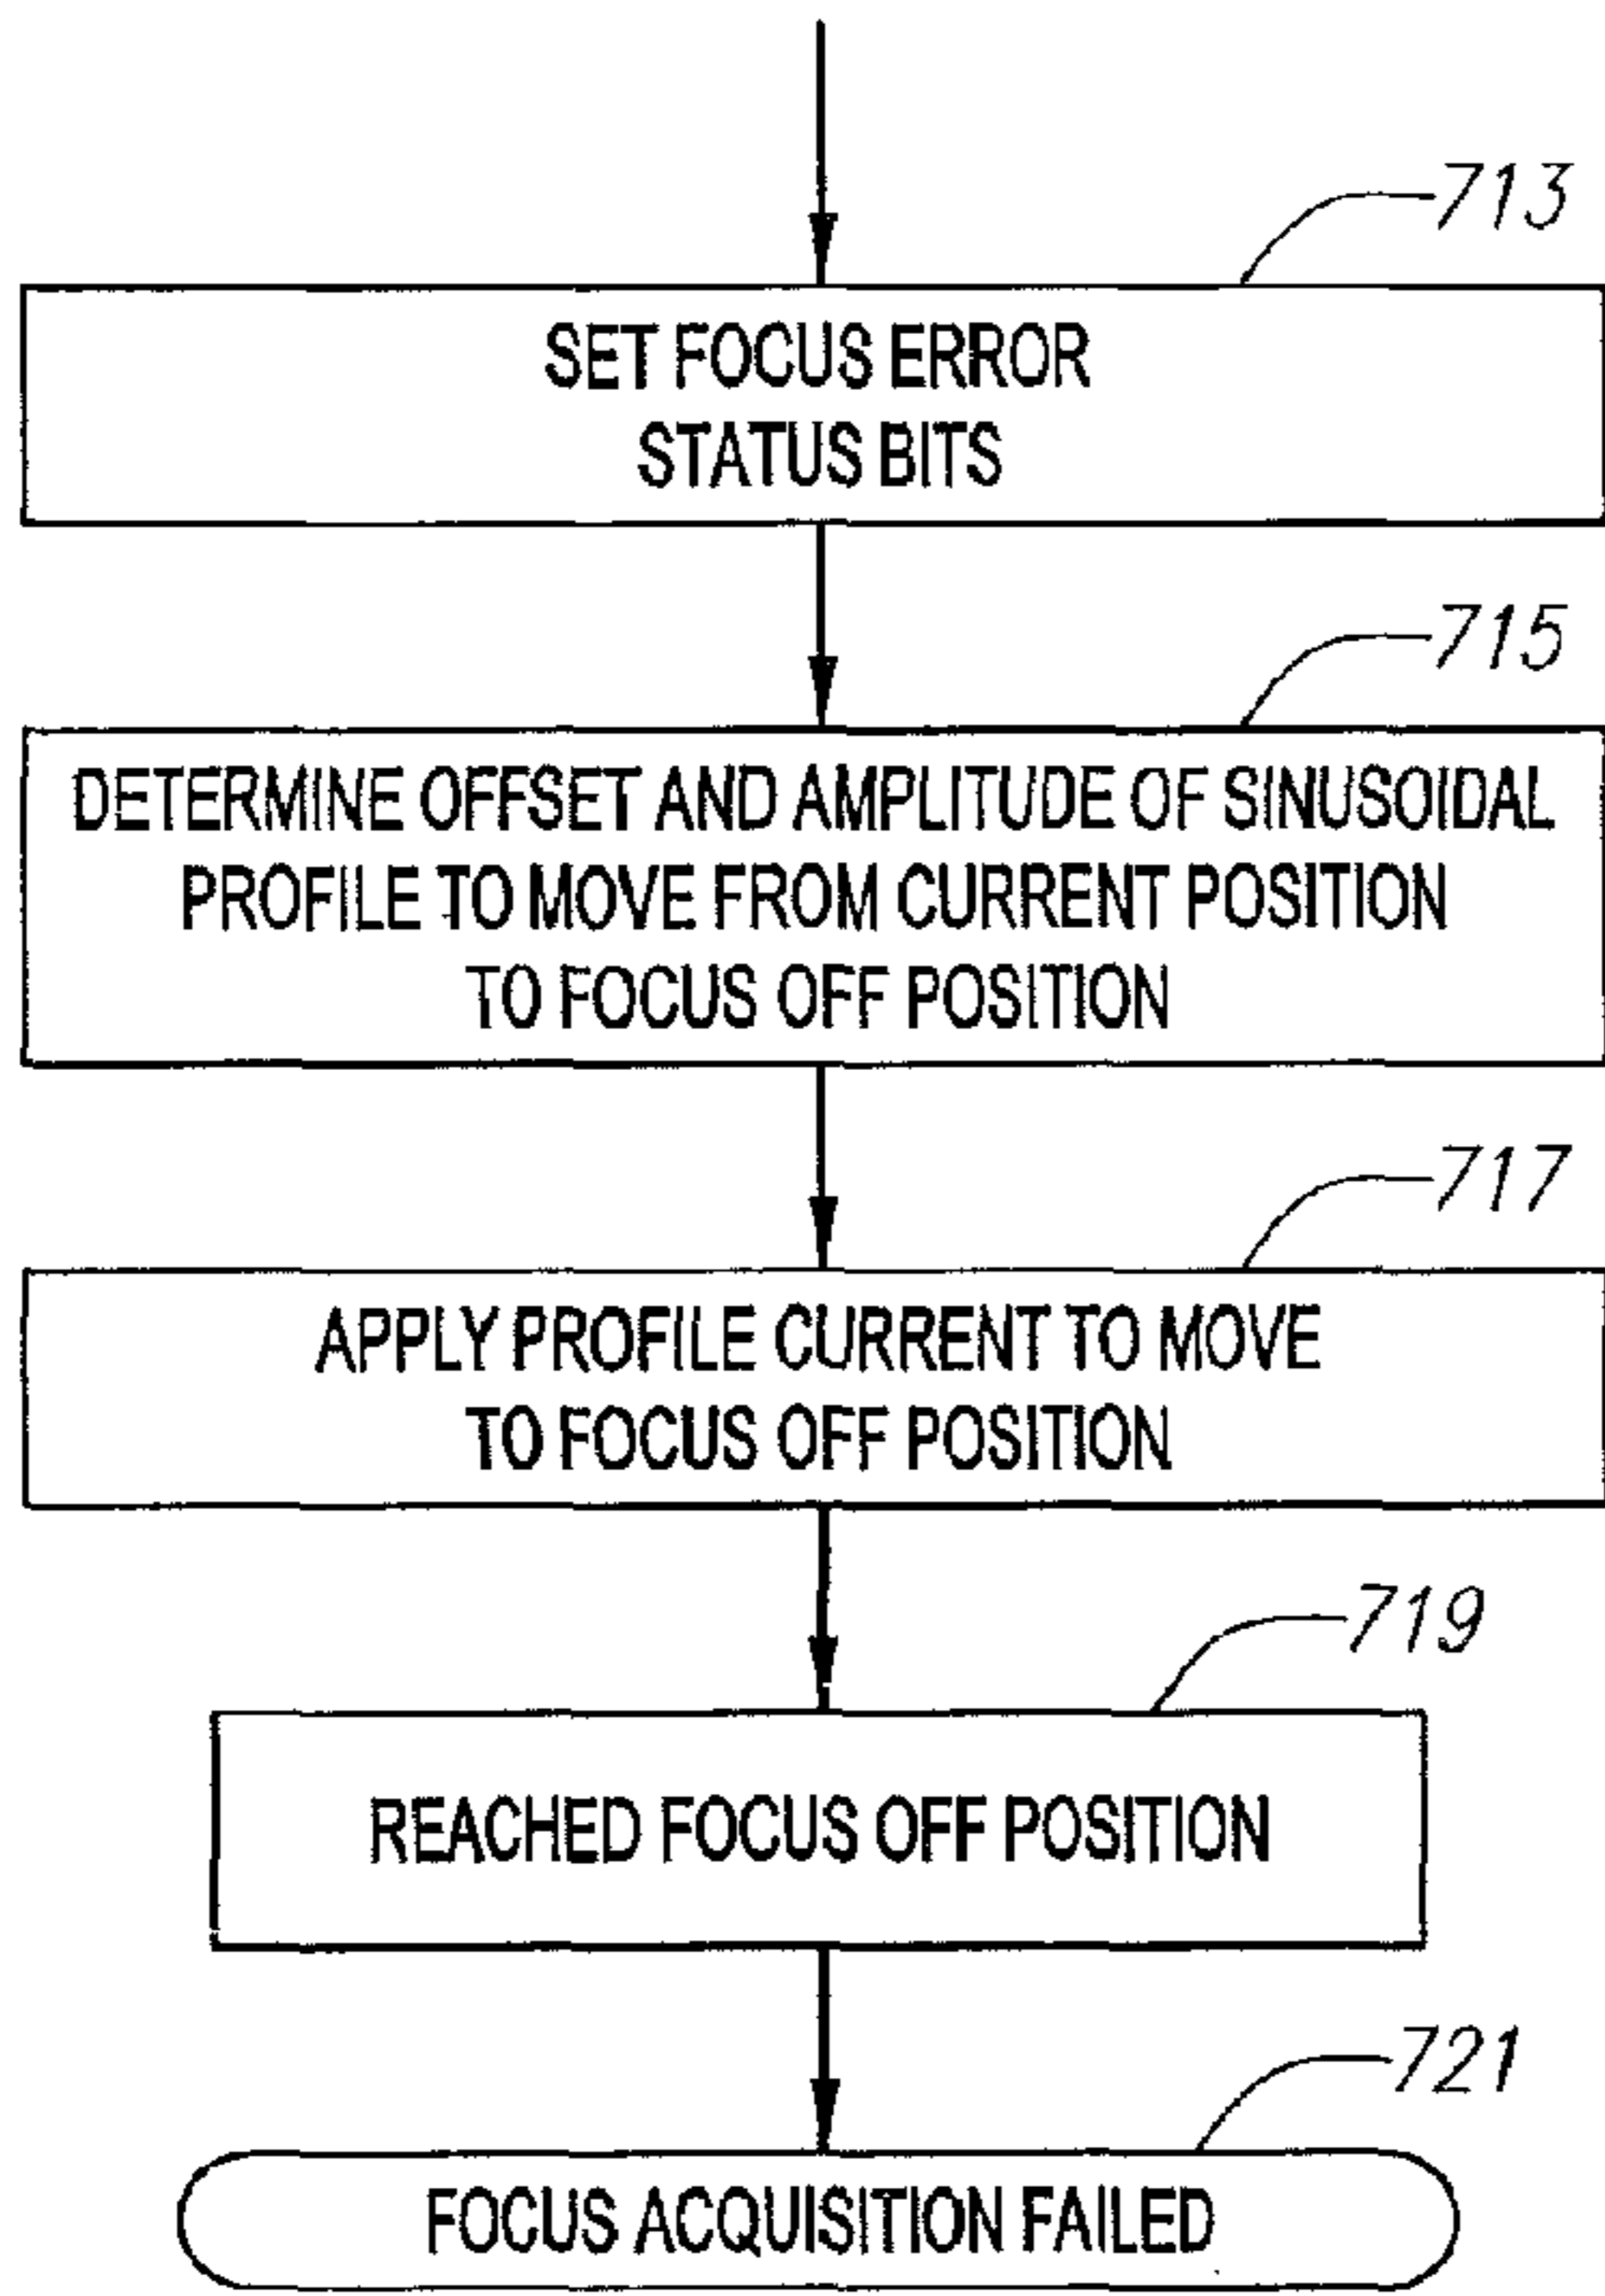 713
SET FOCUS ERROR
STATUS BITS
715
DETERMINE OFFSET AND AMPLITUDE OF SINUSOIDAL
PROFILE TO MOVE FROM CURRENT POSITION
TO FOCUS OFF POSITION
717
APPLY PROFILE CURRENT TO MOVE
TO FOCUS OFF POSITION
719
REACHED FOCUS OFF POSITION
721
FOCUS ACQUISITION FAILED